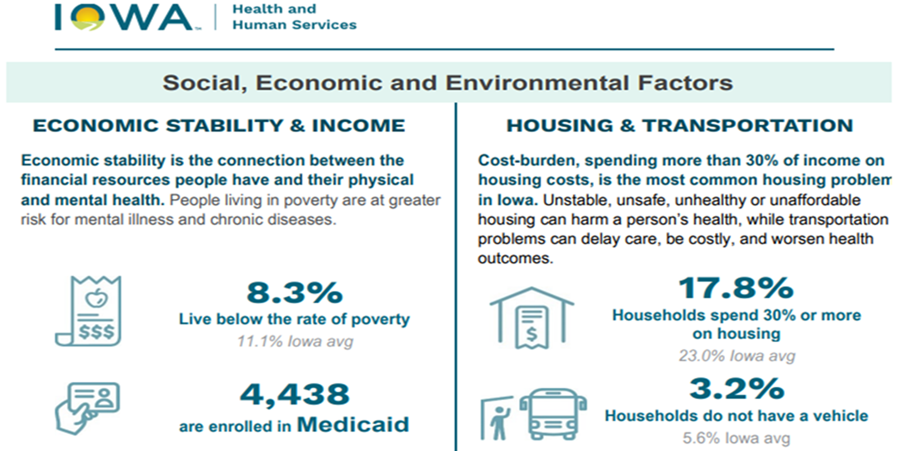 IOWA™
Health and
Human Services
Social, Economic and Environmental Factors
ECONOMIC STABILITY & INCOME
Economic stability is the connection between the
financial resources people have and their physical
and mental health. People living in poverty are at greater
risk for mental illness and chronic diseases.
$$$
8.3%
Live below the rate of poverty
11.1% Iowa avg
4,438
are enrolled in Medicaid
HOUSING & TRANSPORTATION
Cost-burden, spending more than 30% of income on
housing costs, is the most common housing problem
in Iowa. Unstable, unsafe, unhealthy or unaffordable
housing can harm a person's health, while transportation
problems can delay care, be costly, and worsen health
outcomes.
$
17.8%
Households spend 30% or more
on housing
23.0% Iowa avg
3.2%
Households do not have a vehicle
5.6% Iowa avg